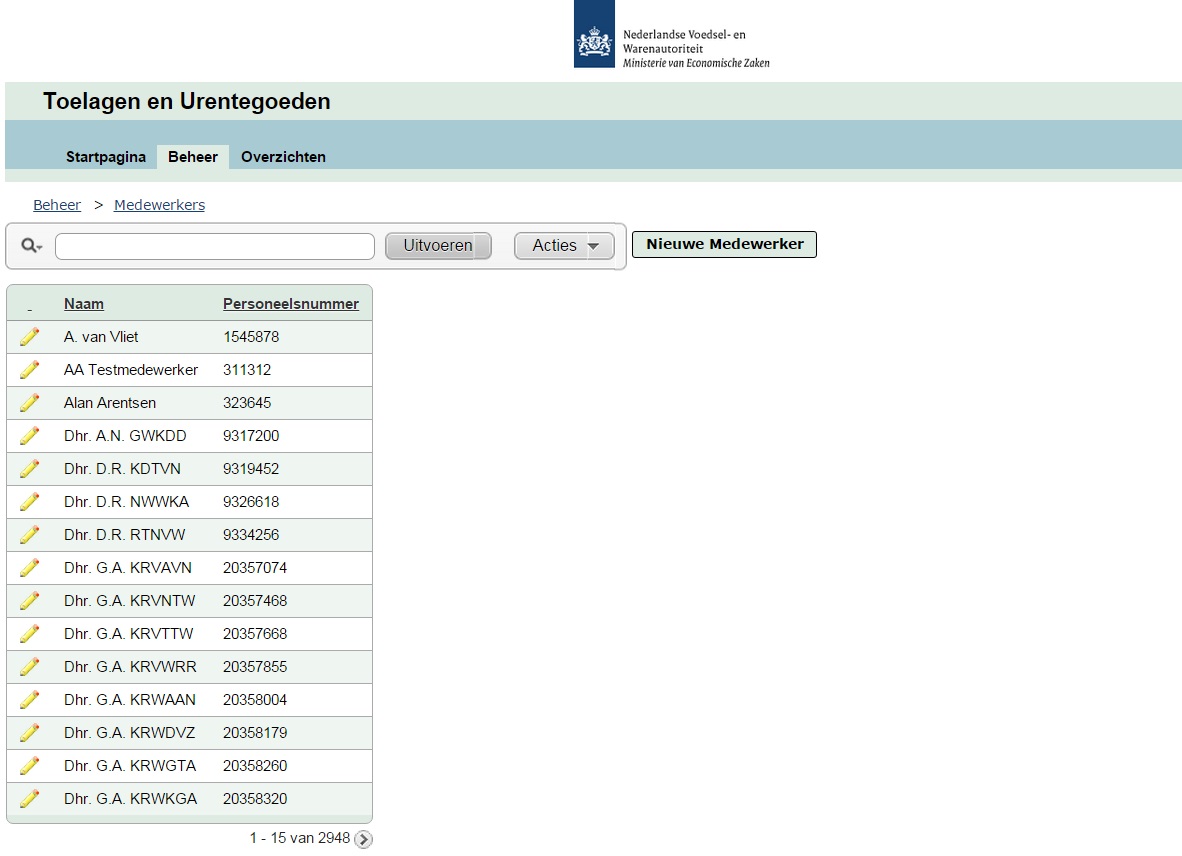 Nederlandse Voedsel- en
Warenautoriteit
Ministerie van Economische Zaken
Toelagen en Urentegoeden
Startpagina Beheer Overzichten
Beheer > Medewerkers
Uitvoeren Acties Nieuwe Medewerker
Naam Personeelsnummer
A. van Vliet 1545878
AA Testmedewerker 311312
Alan Arentsen 323645
Dhr. A.N. GWKDD 9317200
Dhr. D.R. KDTVN 9319452
Dhr. D.R. NWWKA 9326618
Dhr. D.R. RTNVW 9334256
Dhr. G.A. KRVAVN 20357074
Dhr. G.A. KRVNTW 20357468
Dhr. G.A. KRVTTW 20357668
Dhr. G.A. KRVWRR 20357855
Dhr. G.A. KRWAAN 20358004
Dhr. G.A. KRWDVZ 20358179
Dhr. G.A. KRWGTA 20358260
Dhr. G.A. KRWKGA 20358320
1 - 15 van 2948